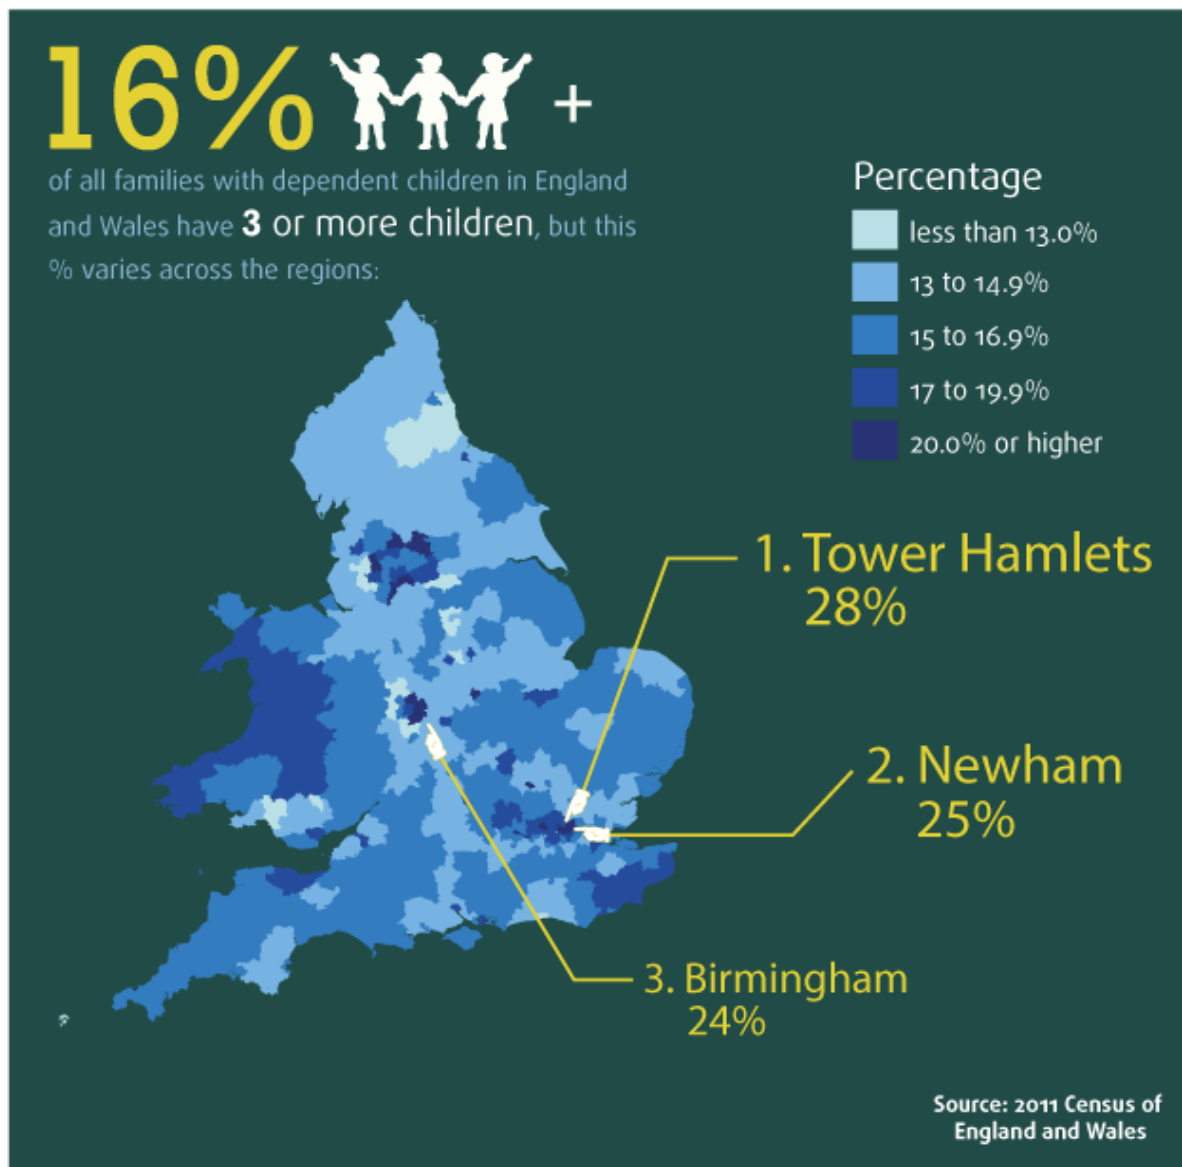 16% +
of all families with dependent children in England
and Wales have 3 or more children, but this
% varies across the regions:
Percentage
less than 13.0%
13 to 14.9%
15 to 16.9%
17 to 19.9%
20.0% or higher
1. Tower Hamlets
28%
2. Newham
25%
3. Birmingham
24%
Source: 2011 Census of
England and Wales